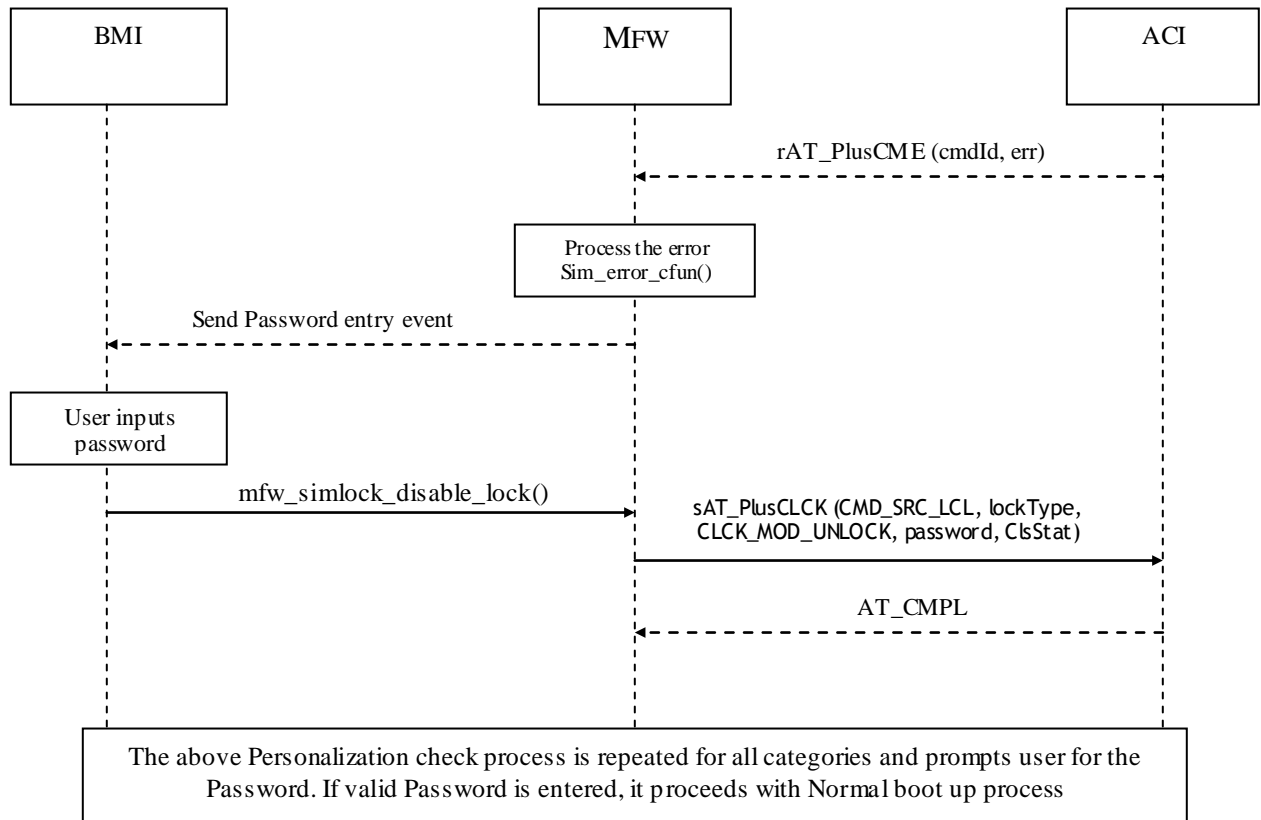 BMI
MFW
ACI
rAT_PlusCME (cmdId, err)
Process the error
Sim_error_cfun()
Send Password entry event
User inputs
password
mfw_simlock_disable_lock()
sAT_PlusCLCK (CMD_SRC_LCL, lockType,
CLCK_MOD_UNLOCK, password, ClsStat)
AT_CMPL
The above Personalization check process is repeated for all categories and prompts user for the
Password. If valid Password is entered, it proceeds with Normal boot up process